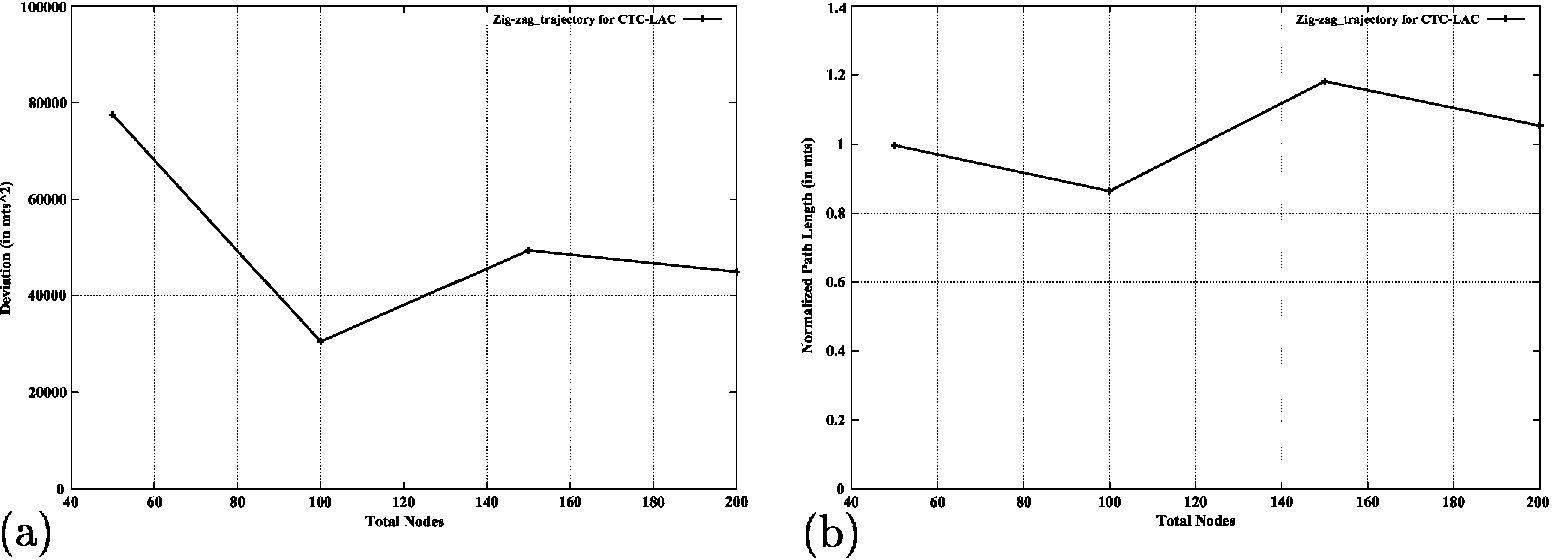 Zig-zag_trajectory for CTC-LAC
100000
80000
60000
40000
20000
0
Deviation (in mts^2)
40 60 80 100 120 140 160 180 200
Total Nodes
(a)
Zig-zag_trajectory for CTC-LAC
1.4
1.2
1
0.8
0.6
0.4
0.2
0
Normalized Path Length (in mts)
40 60 80 100 120 140 160 180 200
Total Nodes
(b)